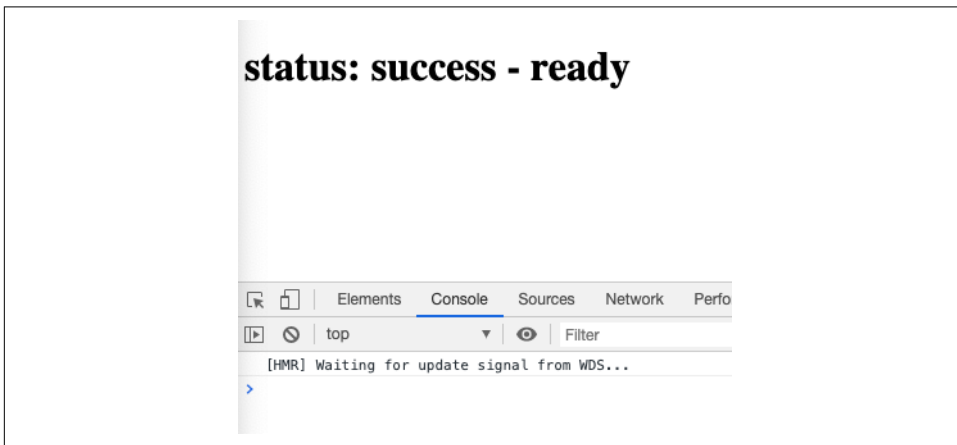 status: success - ready
Elements Console Sources Network Perfo
top Filter
[HMR] Waiting for update signal from WDS...